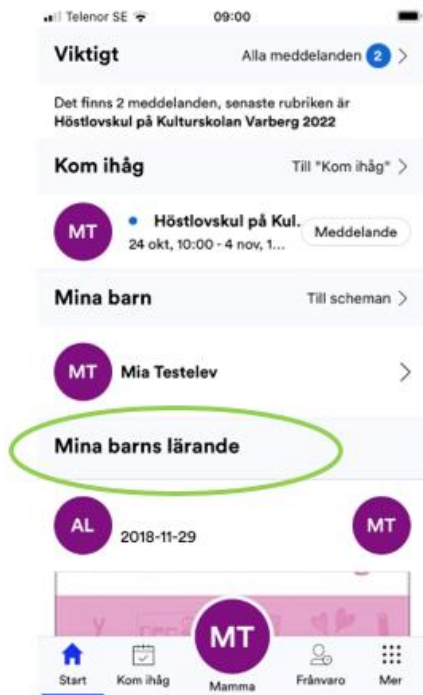 Telenor SE 09:00
Viktigt Alla meddelanden 2 >
Det finns 2 meddelanden, senaste rubriken är
Höstlovskul på Kulturskolan Varberg 2022
Kom ihåg Till "Kom ihåg" >
MT • Höstlovskul på Kul. Meddelande
24 okt, 10:00 - 4 nov, 1...
Mina barn Till scheman >
MT Mia Testelev >
Mina barns lärande
AL 2018-11-29 MT
MT
Start Kom ihåg Mamma Frånvaro Mer